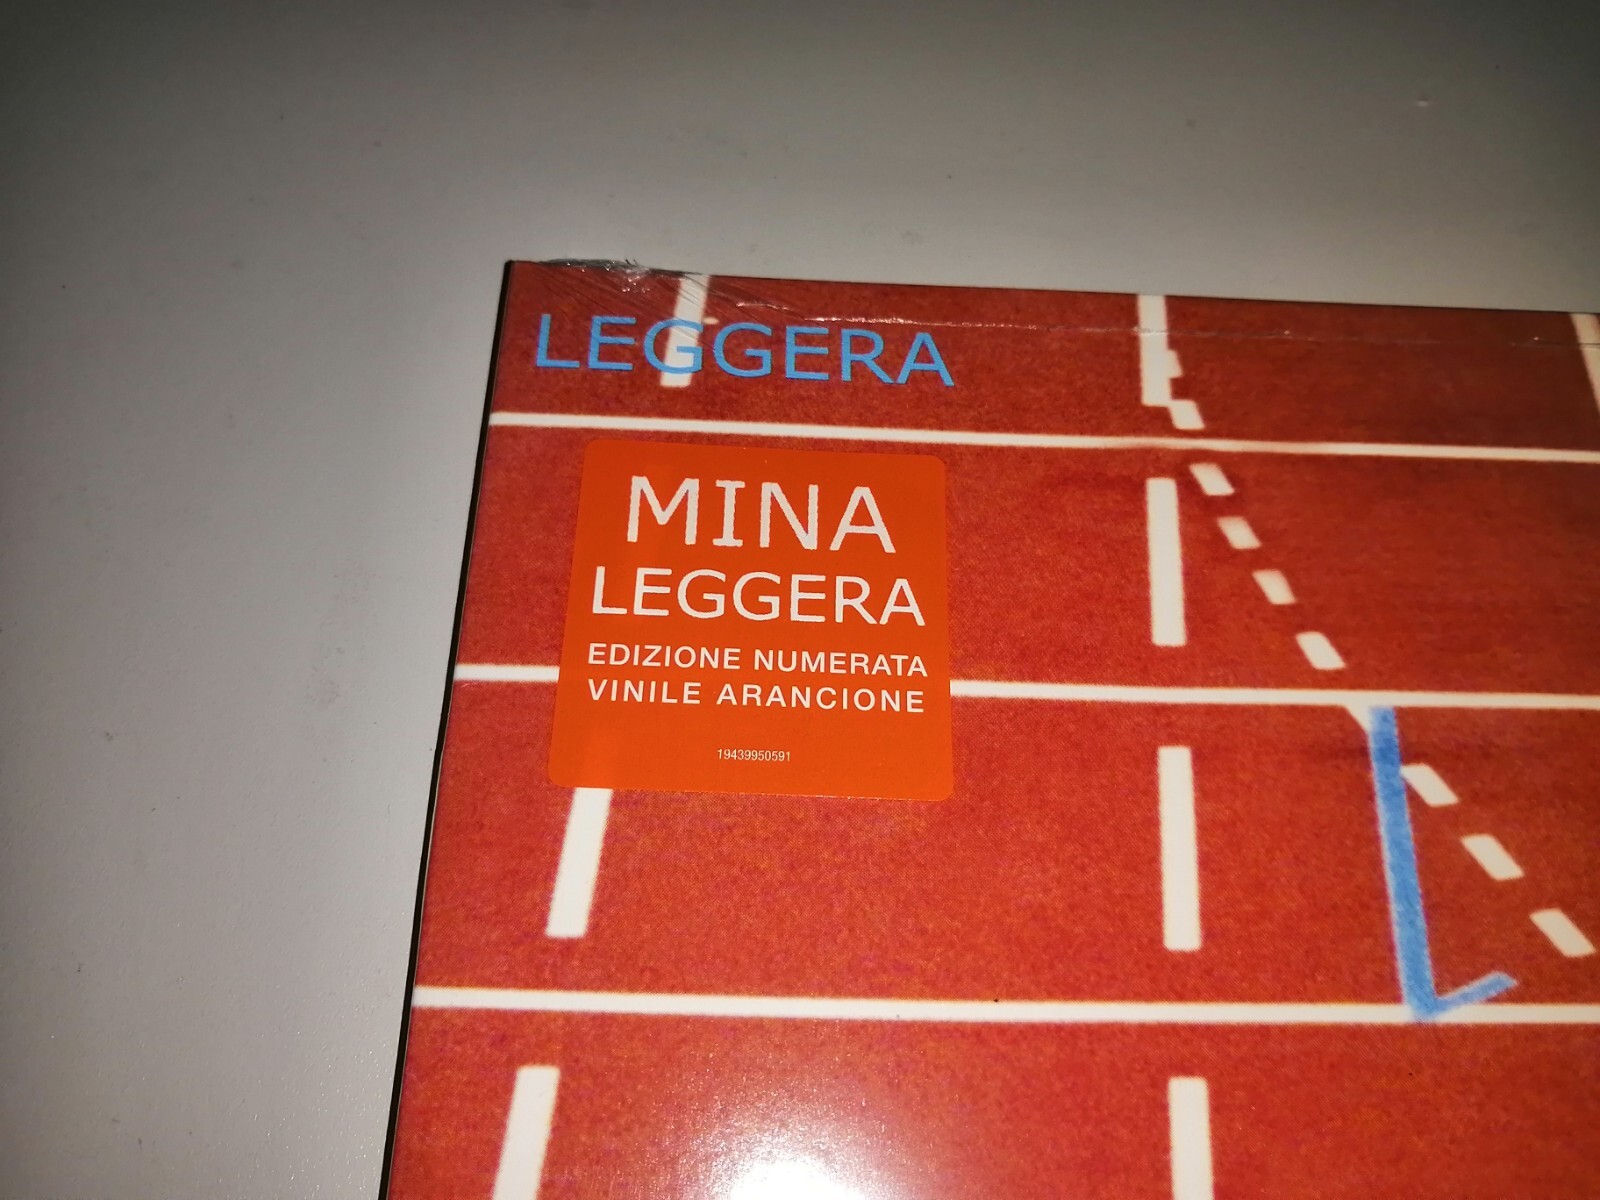 LEGGERA
MINA
LEGGERA
EDIZIONE NUMERATA
VINILE ARANCIONE
19439950591